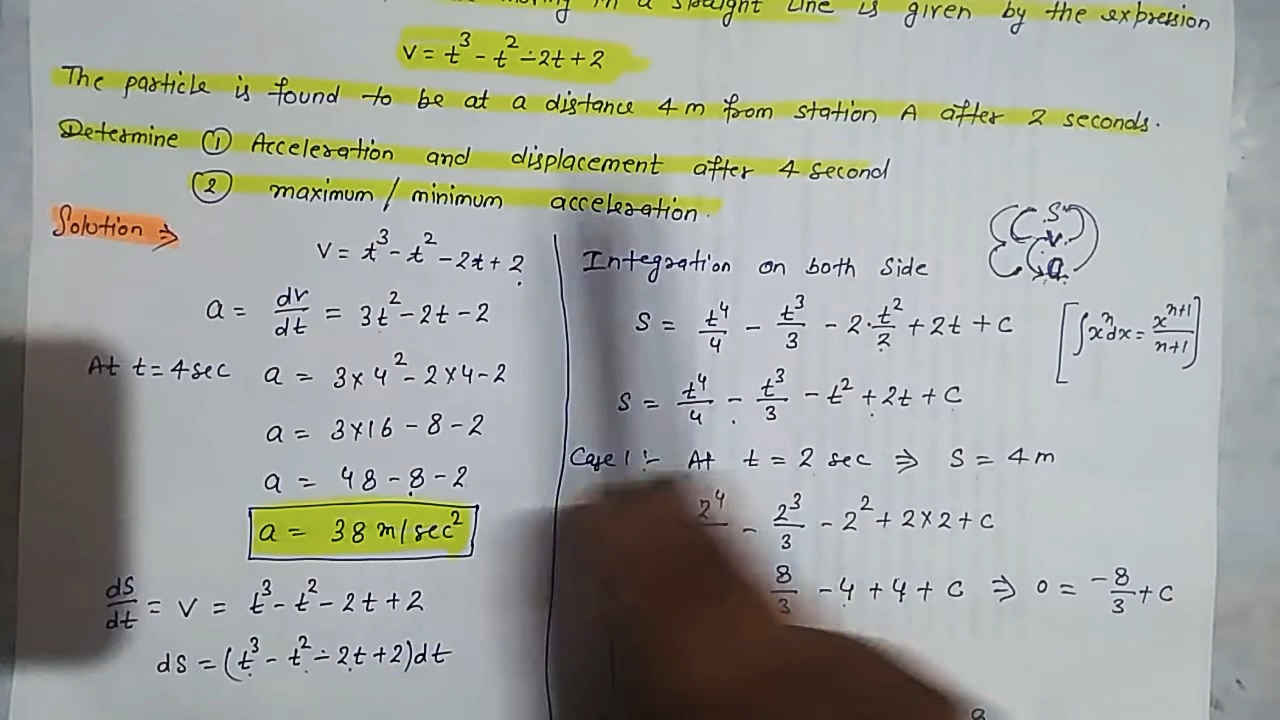 moving in a straight line is given by the expression
v = t³ - t² - 2t + 2
The particle is found to be at a distance 4 m from station A after 2 seconds.
Determine ① Acceleration and displacement after 4 second
② maximum / minimum acceleration.
Solution ⇒
v = t³ - t² - 2t + 2
a = dv/dt = 3t² - 2t - 2
At t = 4 sec a = 3 × 4² - 2 × 4 - 2
a = 3 × 16 - 8 - 2
a = 48 - 8 - 2
a = 38 m/sec²
ds/dt = v = t³ - t² - 2t + 2
ds = (t³ - t² - 2t + 2) dt
Integration on both side
S V a
S = t⁴/4 - t³/3 - 2·t²/2 + 2t + C
[∫xⁿdx = xⁿ⁺¹/n+1]
S = t⁴/4 - t³/3 - t² + 2t + C
Case 1 :- At t = 2 sec ⇒ S = 4 m
2⁴ - 2³/3 - 2² + 2 × 2 + C
8/3 - 4 + 4 + C ⇒ 0 = -8/3 + C